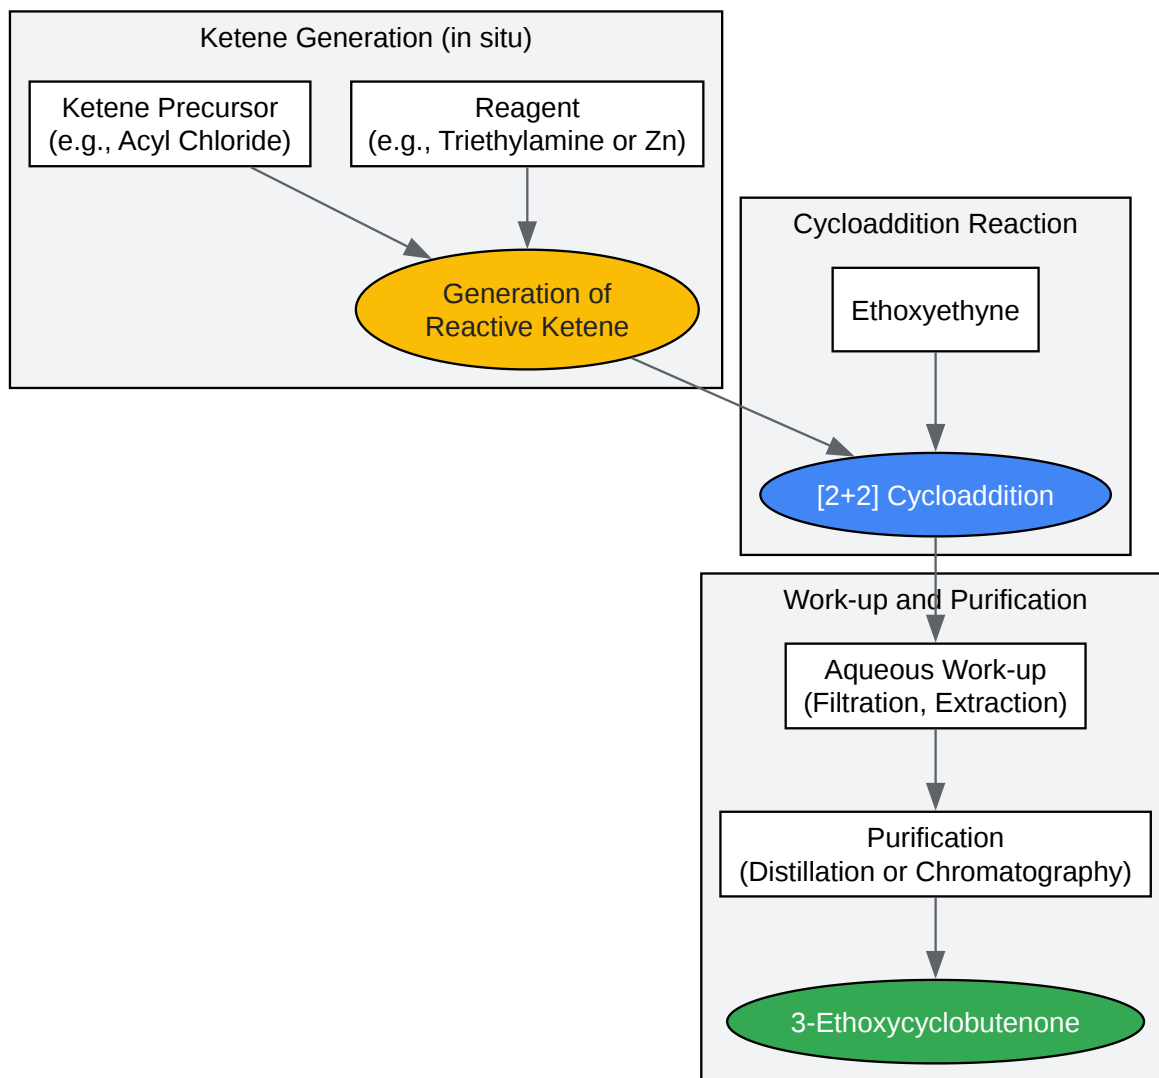 Ketene Generation (in situ)
Ketene Precursor
(e.g., Acyl Chloride)
Reagent
(e.g., Triethylamine or Zn)
Generation of
Reactive Ketene
Cycloaddition Reaction
Ethoxyethyne
[2+2] Cycloaddition
Work-up and Purification
Aqueous Work-up
(Filtration, Extraction)
Purification
(Distillation or Chromatography)
3-Ethoxycyclobutenone